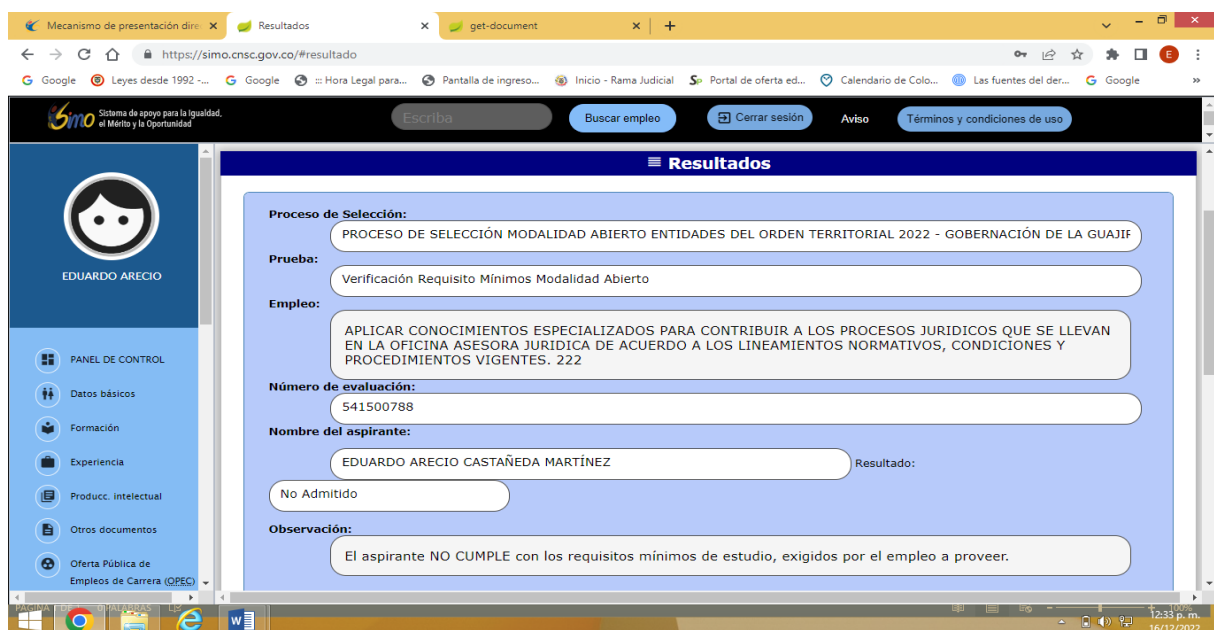 Mecanismo de presentación dire
Resultados
get-document
https://simo.cnsc.gov.co/#resultado
E
Google
Leyes desde 1992 -...
Google
::: Hora Legal para...
Pantalla de ingreso...
Inicio - Rama Judicial
Portal de oferta ed...
Calendario de Colo...
Las fuentes del der...
Google
»
Simo Sistema de apoyo para la Igualdad,
el Mérito y la Oportunidad
Escriba
Buscar empleo
Cerrar sesión
Aviso
Términos y condiciones de uso
EDUARDO ARECIO
PANEL DE CONTROL
Datos básicos
Formación
Experiencia
Producc. intelectual
Otros documentos
Oferta Pública de
Empleos de Carrera (OPEC)
Resultados
Proceso de Selección:
PROCESO DE SELECCIÓN MODALIDAD ABIERTO ENTIDADES DEL ORDEN TERRITORIAL 2022 - GOBERNACIÓN DE LA GUAJIR
Prueba:
Verificación Requisito Mínimos Modalidad Abierto
Empleo:
APLICAR CONOCIMIENTOS ESPECIALIZADOS PARA CONTRIBUIR A LOS PROCESOS JURIDICOS QUE SE LLEVAN
EN LA OFICINA ASESORA JURIDICA DE ACUERDO A LOS LINEAMIENTOS NORMATIVOS, CONDICIONES Y
PROCEDIMIENTOS VIGENTES. 222
Número de evaluación:
541500788
Nombre del aspirante:
EDUARDO ARECIO CASTAÑEDA MARTÍNEZ
Resultado:
No Admitido
Observación:
El aspirante NO CUMPLE con los requisitos mínimos de estudio, exigidos por el empleo a proveer.
100%
12:33 p. m.
16/12/2022